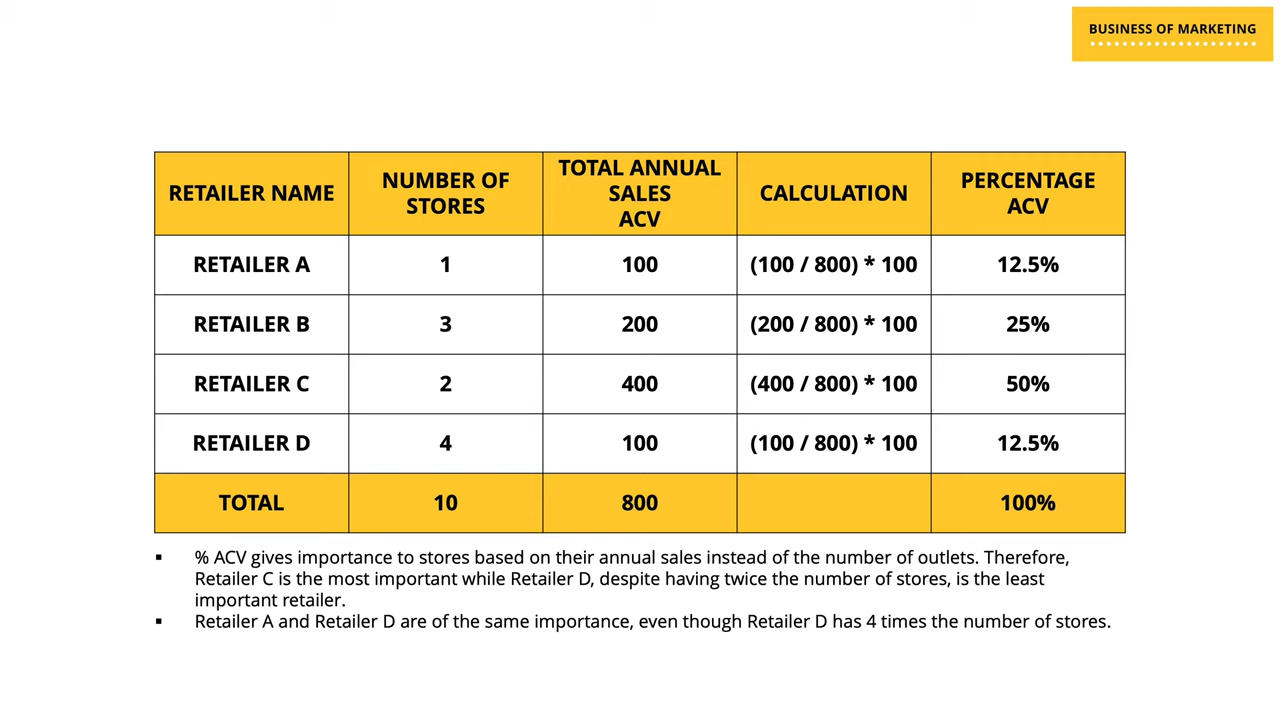 BUSINESS OF MARKETING
RETAILER NAME
NUMBER OF
STORES
TOTAL ANNUAL
SALES
ACV
CALCULATION
PERCENTAGE
ACV
RETAILER A
1
100
(100 / 800) * 100
12.5%
RETAILER B
3
200
(200 / 800) * 100
25%
RETAILER C
2
400
(400 / 800) * 100
50%
RETAILER D
4
100
(100 / 800) * 100
12.5%
TOTAL
10
800
100%
▪ % ACV gives importance to stores based on their annual sales instead of the number of outlets. Therefore,
Retailer C is the most important while Retailer D, despite having twice the number of stores, is the least
important retailer.
▪ Retailer A and Retailer D are of the same importance, even though Retailer D has 4 times the number of stores.